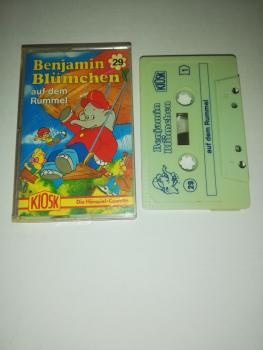 Benjamin
29
Blümchen
auf dem
Rummel
KIOSK
Die Hörspiel-Cassette
KIOSK
1
Benjamin
Blümchen
auf dem Rummel
29